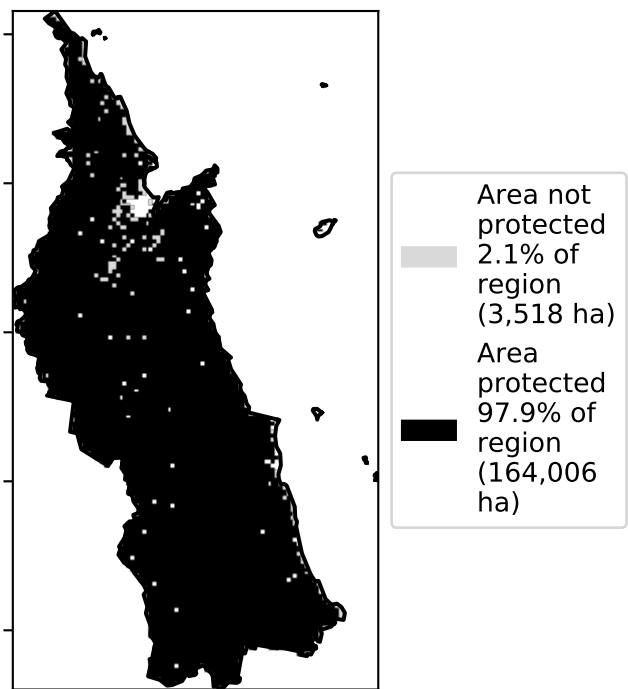 Area not
protected
2.1% of
region
(3,518 ha)
Area
protected
97.9% of
region
(164,006
ha)